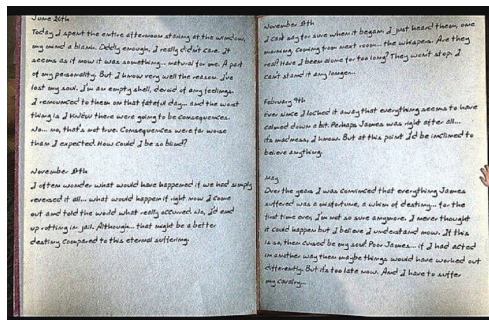 June 20th
Today I spent the entire afternoon staring at the window,
my mind a blank. Oddly enough, I really didn't care. It
seems as if now it was something... natural for me. A part
of my personality. But I know very well the reason. I've
lost my soul. I'm an empty shell, devoid of any feelings.
I renounced to them on that fateful day... and the worst
thing is I KNEW there were going to be consequences.
No... no, that's not true. Consequences were far worse
than I expected. How could I be so blind?
November 19th
I often wonder what would have happened if we had simply
reversed it all... what would happen if right now I come
out and told the world what really occurred. No, I'd end
up rotting in jail. Although... that might be a better
destiny compared to this eternal suffering.
November
I can't say for sure when it began. I just heard them, one
morning. Coming from next room... the whispers. Are they
real? Have I been alone for too long? They won't stop. I
can't stand it any longer...
February 9th
Ever since I locked it away that everything seems to have
calmed down a bit. Perhaps James was right after all...
its madness, I know. But at this point I'd be inclined to
believe anything.
May
Over the years I was convinced that everything James
suffered was a misfortune, a whim of destiny... for the
first time ever, I'm not so sure anymore. I never thought
it could happen but I believe I understand now. If this
is so, then cursed be my soul. Poor James... if I had acted
in another way then maybe things would have worked out
differently. But its too late now. And I have to suffer
my